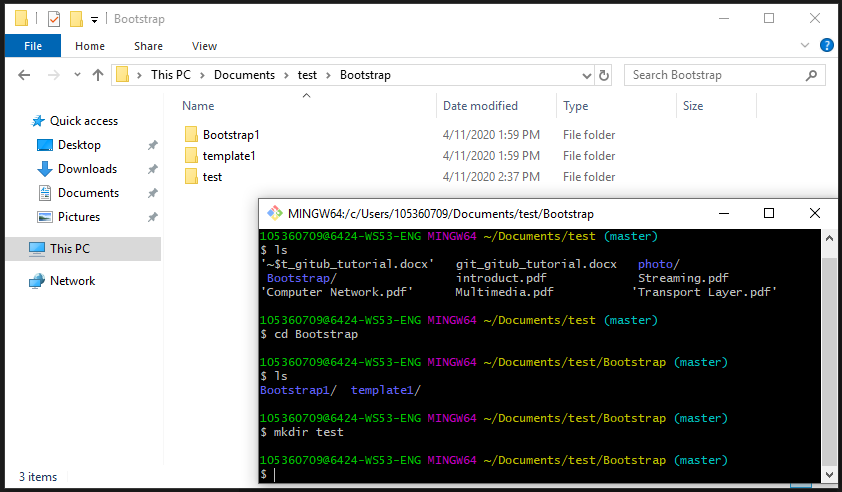 Bootstrap
File Home Share View
This PC Documents test Bootstrap Search Bootstrap
Name Date modified Type Size
Quick access
Desktop
Downloads
Documents
Pictures
This PC
Network
Bootstrap1 4/11/2020 1:59 PM File folder
template1 4/11/2020 1:59 PM File folder
test 4/11/2020 2:37 PM File folder
MINGW64:/c/Users/105360709/Documents/test/Bootstrap
105360709@6424-WS53-ENG MINGW64 ~/Documents/test (master)
$ ls
'~$t_gitub_tutorial.docx' git_gitub_tutorial.docx photo/
Bootstrap/ introduct.pdf Streaming.pdf
'Computer Network.pdf' Multimedia.pdf 'Transport Layer.pdf'
105360709@6424-WS53-ENG MINGW64 ~/Documents/test (master)
$ cd Bootstrap
105360709@6424-WS53-ENG MINGW64 ~/Documents/test/Bootstrap (master)
$ ls
Bootstrap1/ template1/
105360709@6424-WS53-ENG MINGW64 ~/Documents/test/Bootstrap (master)
$ mkdir test
105360709@6424-WS53-ENG MINGW64 ~/Documents/test/Bootstrap (master)
$
3 items